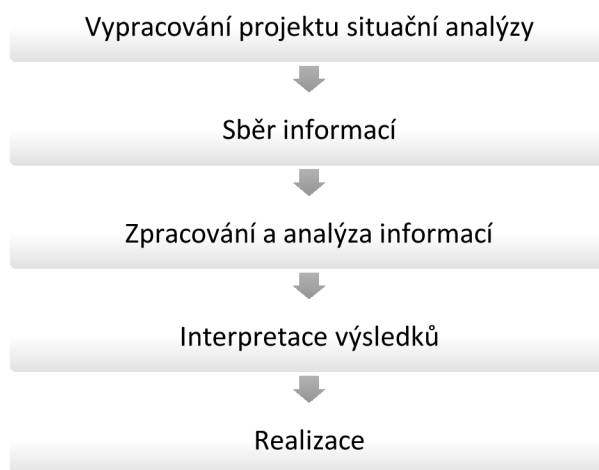 Vypracování projektu situační analýzy
Sběr informací
Zpracování a analýza informací
Interpretace výsledků
Realizace